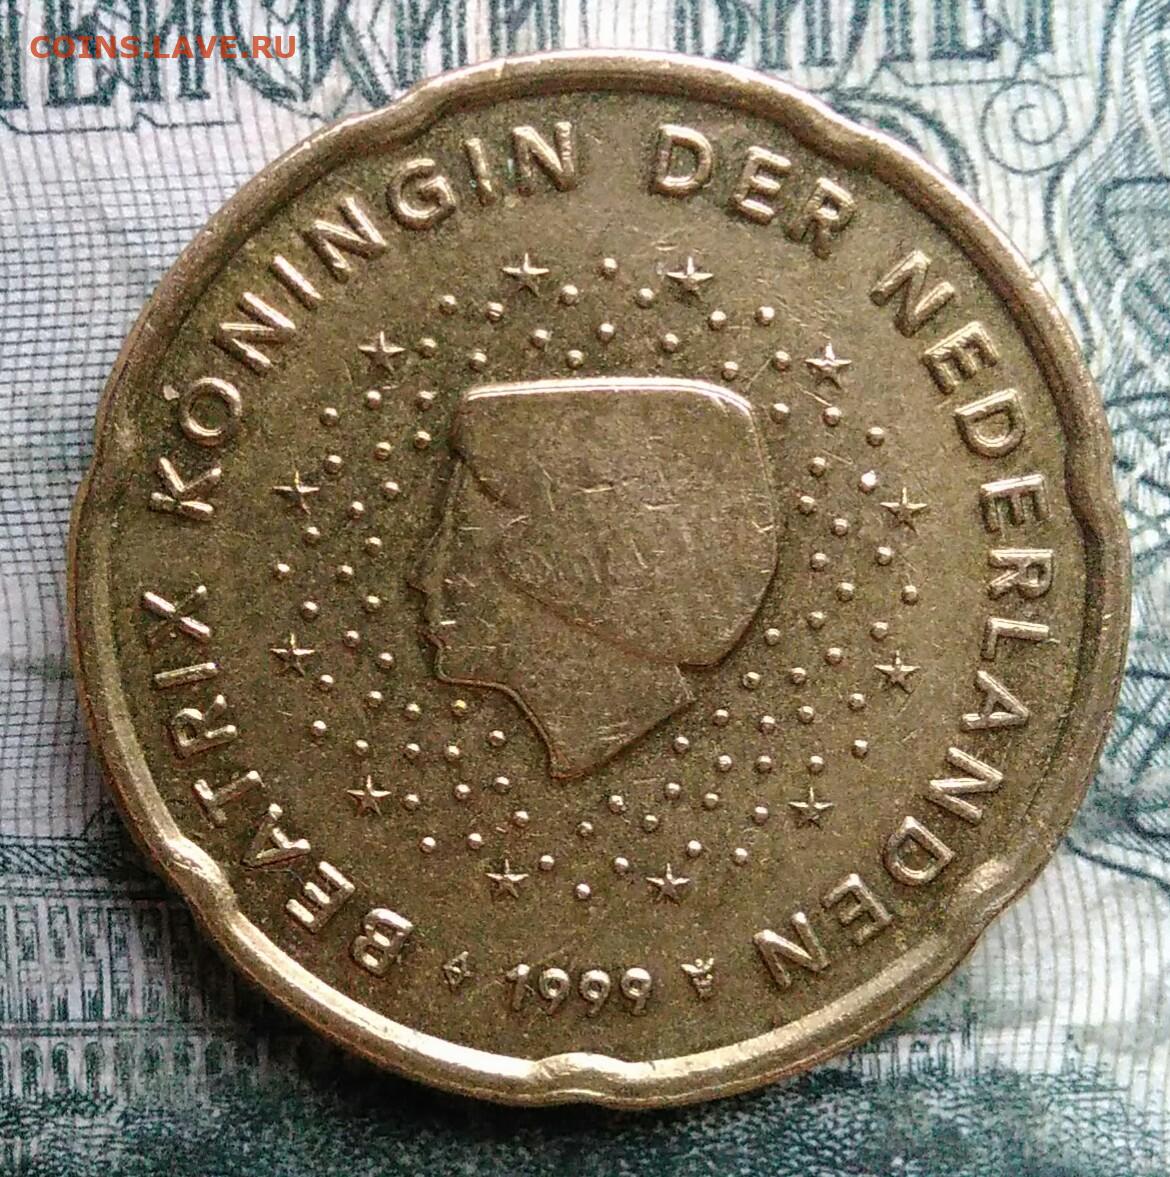 COINS.LAVE.RU
BEATRIX KONINGIN DER NEDERLANDEN
1999